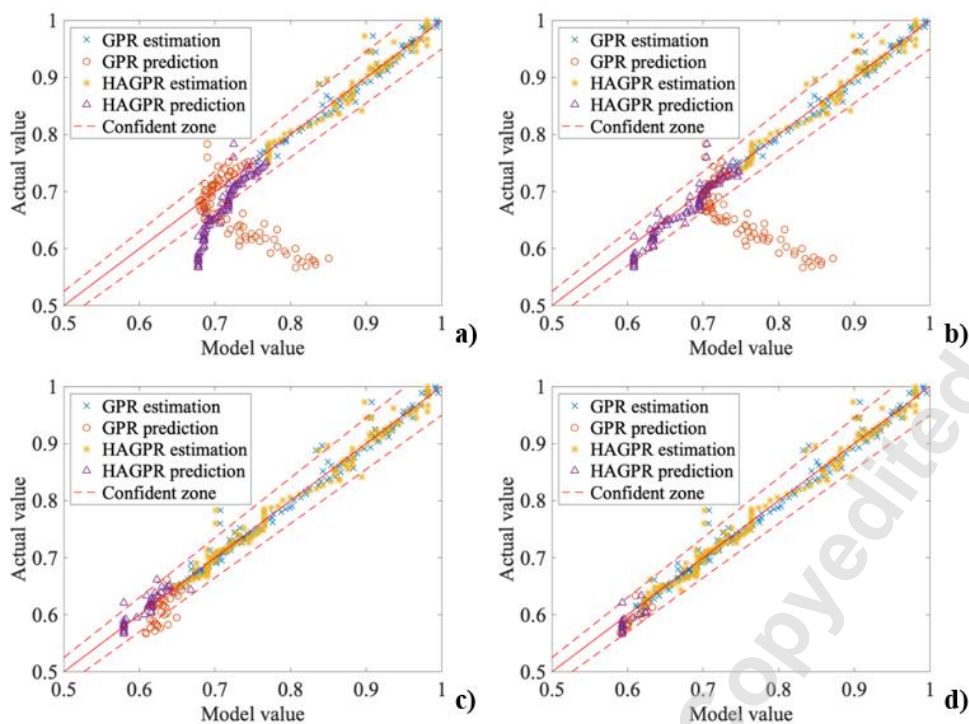 1
0.9
0.8
0.7
0.6
0.5
Actual value
GPR estimation
GPR prediction
HAGPR estimation
HAGPR prediction
Confident zone
0.5 0.6 0.7 0.8 0.9 1
Model value
a)
1
0.9
0.8
0.7
0.6
0.5
Actual value
GPR estimation
GPR prediction
HAGPR estimation
HAGPR prediction
Confident zone
0.5 0.6 0.7 0.8 0.9 1
Model value
b)
1
0.9
0.8
0.7
0.6
0.5
Actual value
GPR estimation
GPR prediction
HAGPR estimation
HAGPR prediction
Confident zone
0.5 0.6 0.7 0.8 0.9 1
Model value
c)
1
0.9
0.8
0.7
0.6
0.5
Actual value
GPR estimation
GPR prediction
HAGPR estimation
HAGPR prediction
Confident zone
0.5 0.6 0.7 0.8 0.9 1
Model value
d)
Copyedited